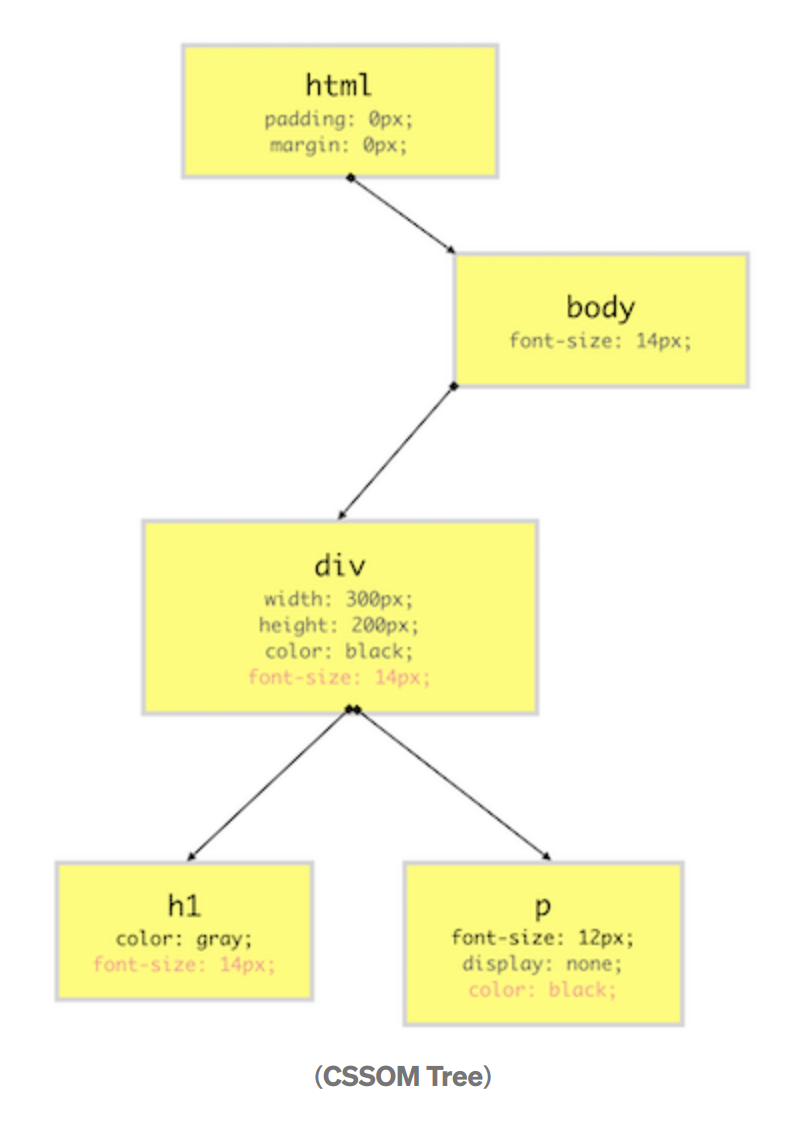 html
padding: 0px;
margin: 0px;
body
font-size: 14px;
div
width: 300px;
height: 200px;
color: black;
font-size: 14px;
h1
color: gray;
font-size: 14px;
p
font-size: 12px;
display: none;
color: black;
(CSSOM Tree)